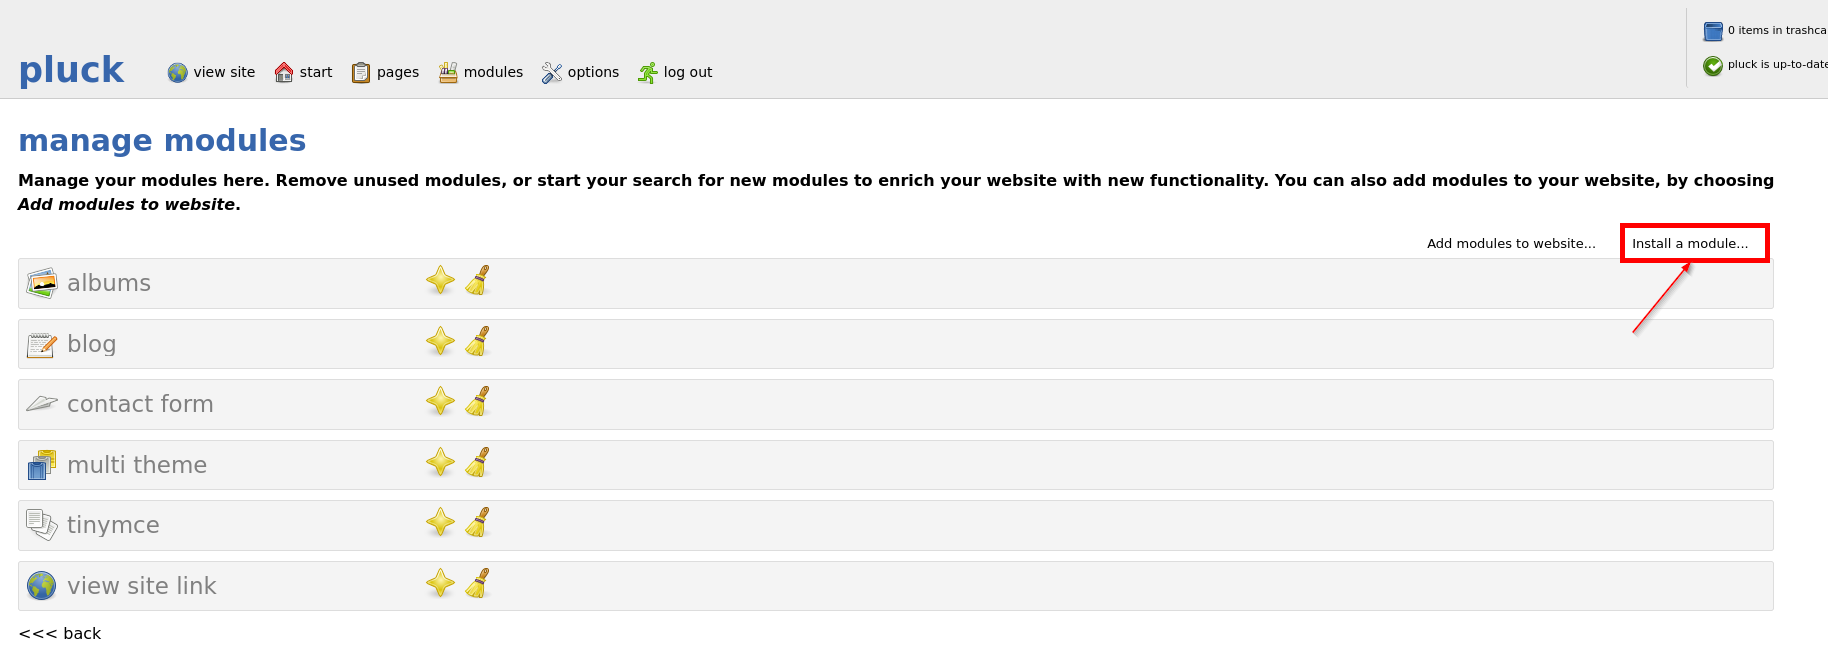 pluck
view site
start
pages
modules
options
log out
0 items in trashca
pluck is up-to-date
manage modules
Manage your modules here. Remove unused modules, or start your search for new modules to enrich your website with new functionality. You can also add modules to your website, by choosing
Add modules to website.
Add modules to website...
Install a module...
albums
blog
contact form
multi theme
tinymce
view site link
<<< back